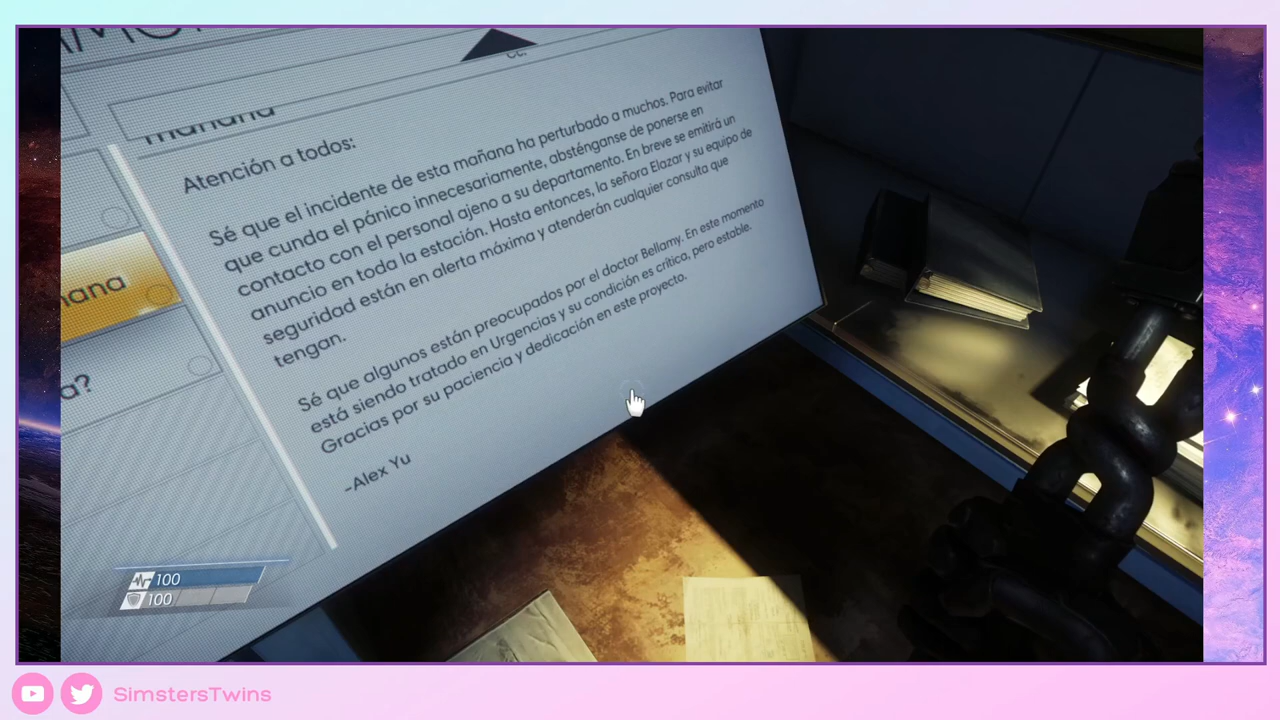 mañana
Atención a todos:
Sé que el incidente de esta mañana ha perturbado a muchos. Para evitar
que cunda el pánico innecesariamente, absténganse de ponerse en
contacto con el personal ajeno a su departamento. En breve se emitirá un
anuncio en toda la estación. Hasta entonces, la señora Elazar y su equipo de
seguridad están en alerta máxima y atenderán cualquier consulta que
tengan.
Sé que algunos están preocupados por el doctor Bellamy. En este momento
está siendo tratado en Urgencias y su condición es crítica, pero estable.
Gracias por su paciencia y dedicación en este proyecto.
-Alex Yu
ñana
a?
100
100
SimstersTwins